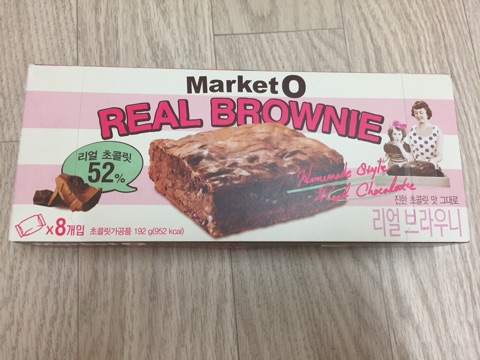 Market O
REAL BROWNIE
리얼 초콜릿
52%
Homemade Style
Real Chocolate
진한 초콜릿 맛 그대로
리얼 브라우니
x8개입 초콜릿가공품 192 g(952 kcal)